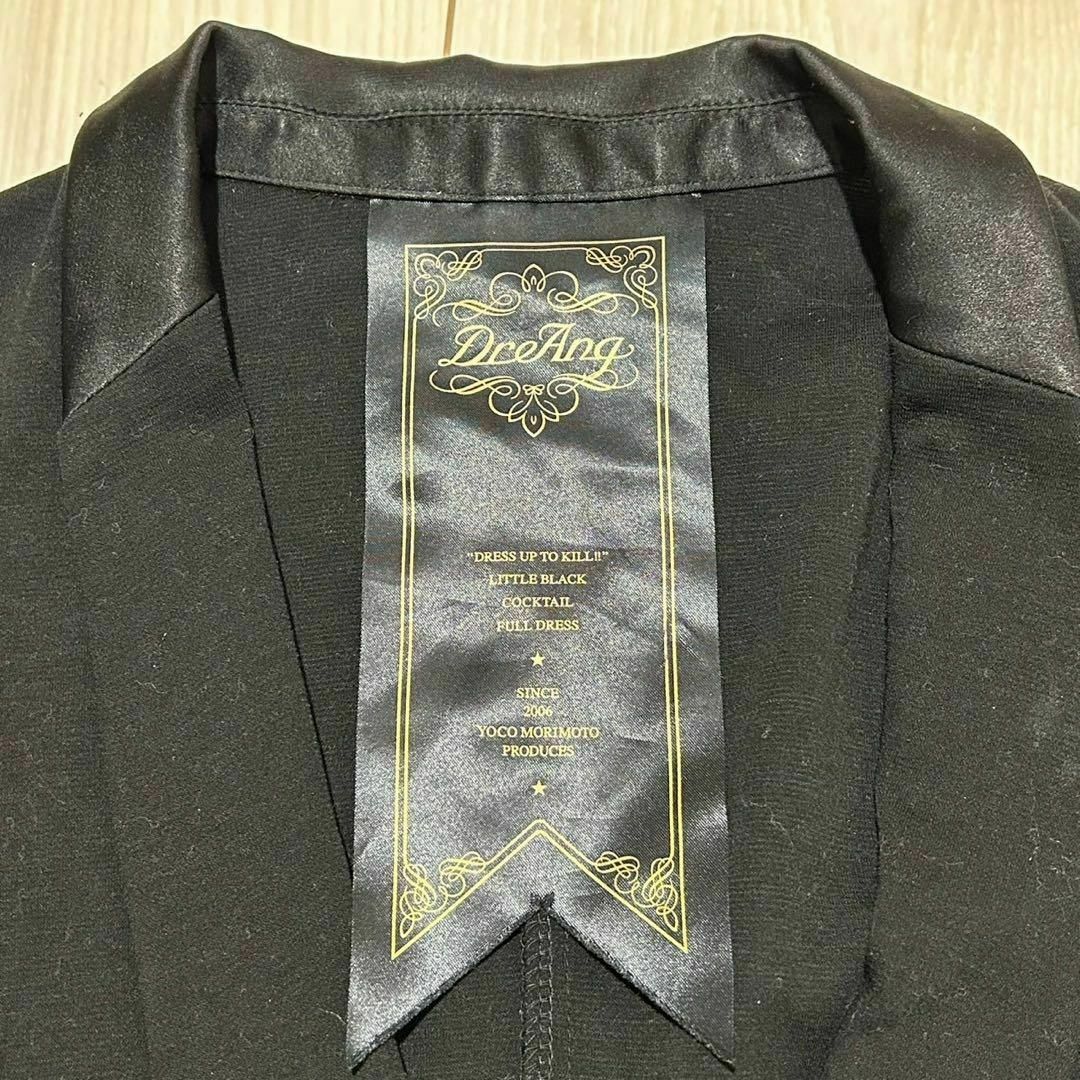 DreAng
"DRESS UP TO KILL!!"
LITTLE BLACK
COCKTAIL
FULL DRESS
SINCE
2006
YOCO MORIMOTO
PRODUCES